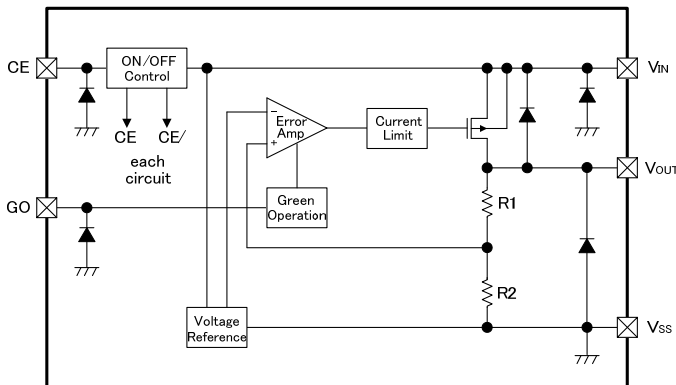 CE
ON/OFF
Control
VIN
CE
CE/
each
circuit
−
Error
Amp
+
Current
Limit
VOUT
GO
Green
Operation
R1
R2
Voltage
Reference
VSS